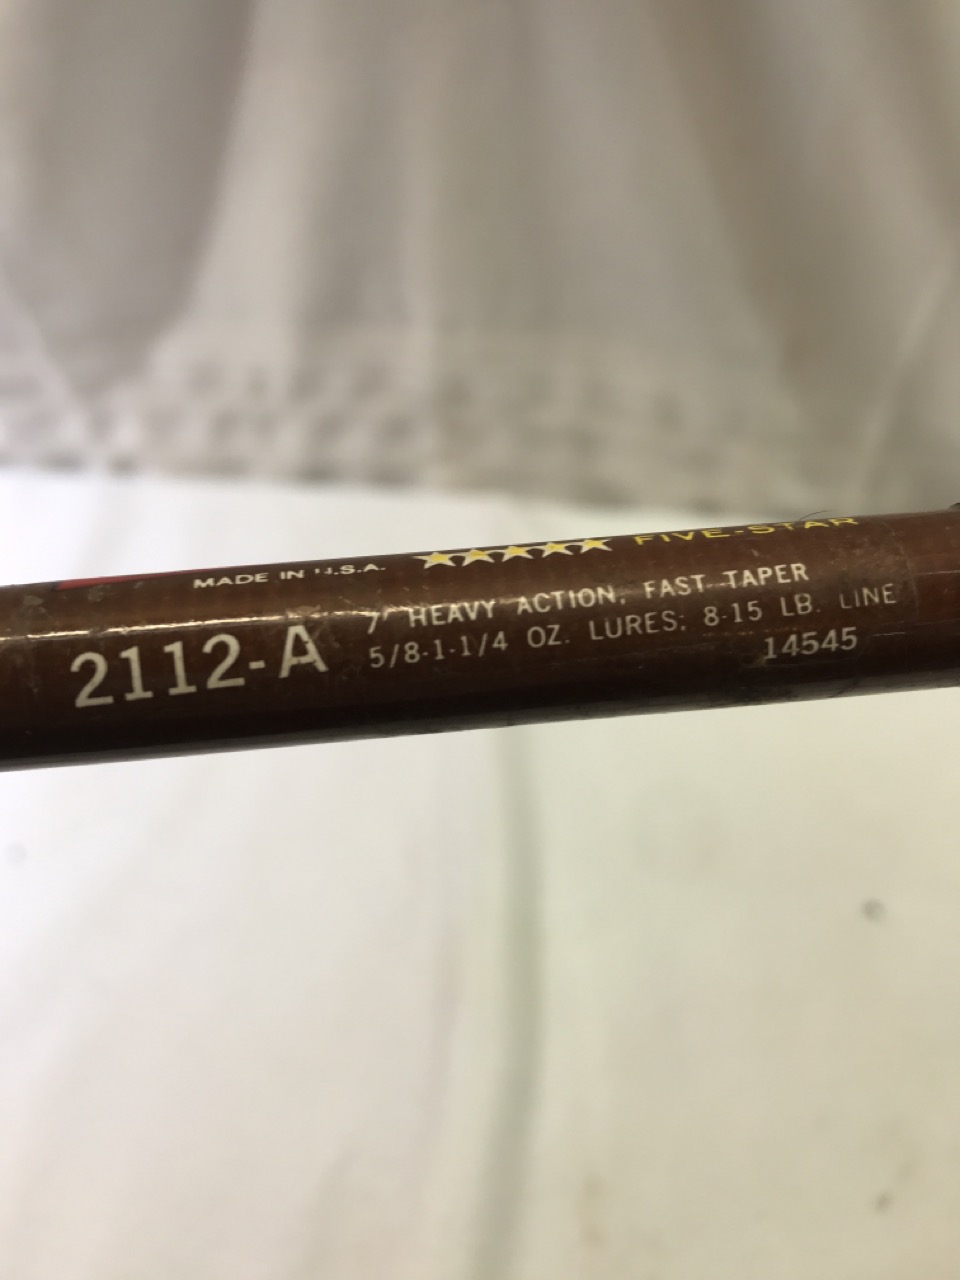 MADE IN U.S.A. ★★★★★ FIVE-STAR
2112-A
7' HEAVY ACTION, FAST TAPER
5/8-1-1/4 OZ. LURES; 8-15 LB. LINE
14545